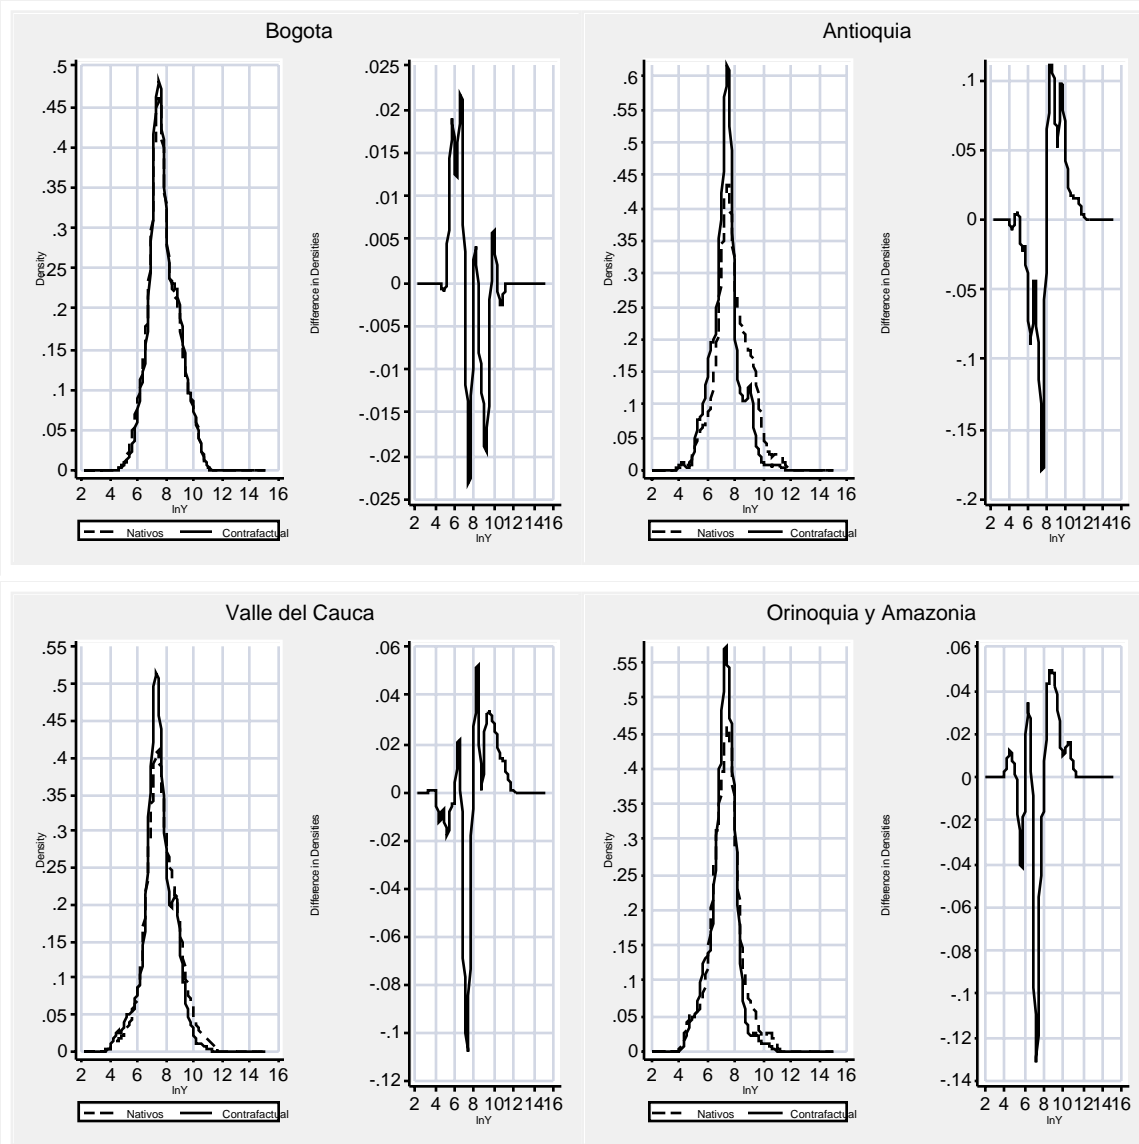 Bogota
.5
.45
.4
.35
.3
.25
.2
.15
.1
.05
0
Density
2 4 6 8 10 12 14 16
lnY
Nativos Contrafactual
.025
.02
.015
.01
.005
0
-.005
-.01
-.015
-.02
-.025
Difference in Densities
2 4 6 8 10 12 14 16
lnY
Antioquia
.6
.55
.5
.45
.4
.35
.3
.25
.2
.15
.1
.05
0
Density
2 4 6 8 10 12 14 16
lnY
Nativos Contrafactual
.1
.05
0
-.05
-.1
-.15
-.2
Difference in Densities
2 4 6 8 10 12 14 16
lnY
Valle del Cauca
.55
.5
.45
.4
.35
.3
.25
.2
.15
.1
.05
0
Density
2 4 6 8 10 12 14 16
lnY
Nativos Contrafactual
.06
.04
.02
0
-.02
-.04
-.06
-.08
-.1
-.12
Difference in Densities
2 4 6 8 10 12 14 16
lnY
Orinoquia y Amazonia
.55
.5
.45
.4
.35
.3
.25
.2
.15
.1
.05
0
Density
2 4 6 8 10 12 14 16
lnY
Nativos Contrafactual
.06
.04
.02
0
-.02
-.04
-.06
-.08
-.1
-.12
-.14
Difference in Densities
2 4 6 8 10 12 14 16
lnY